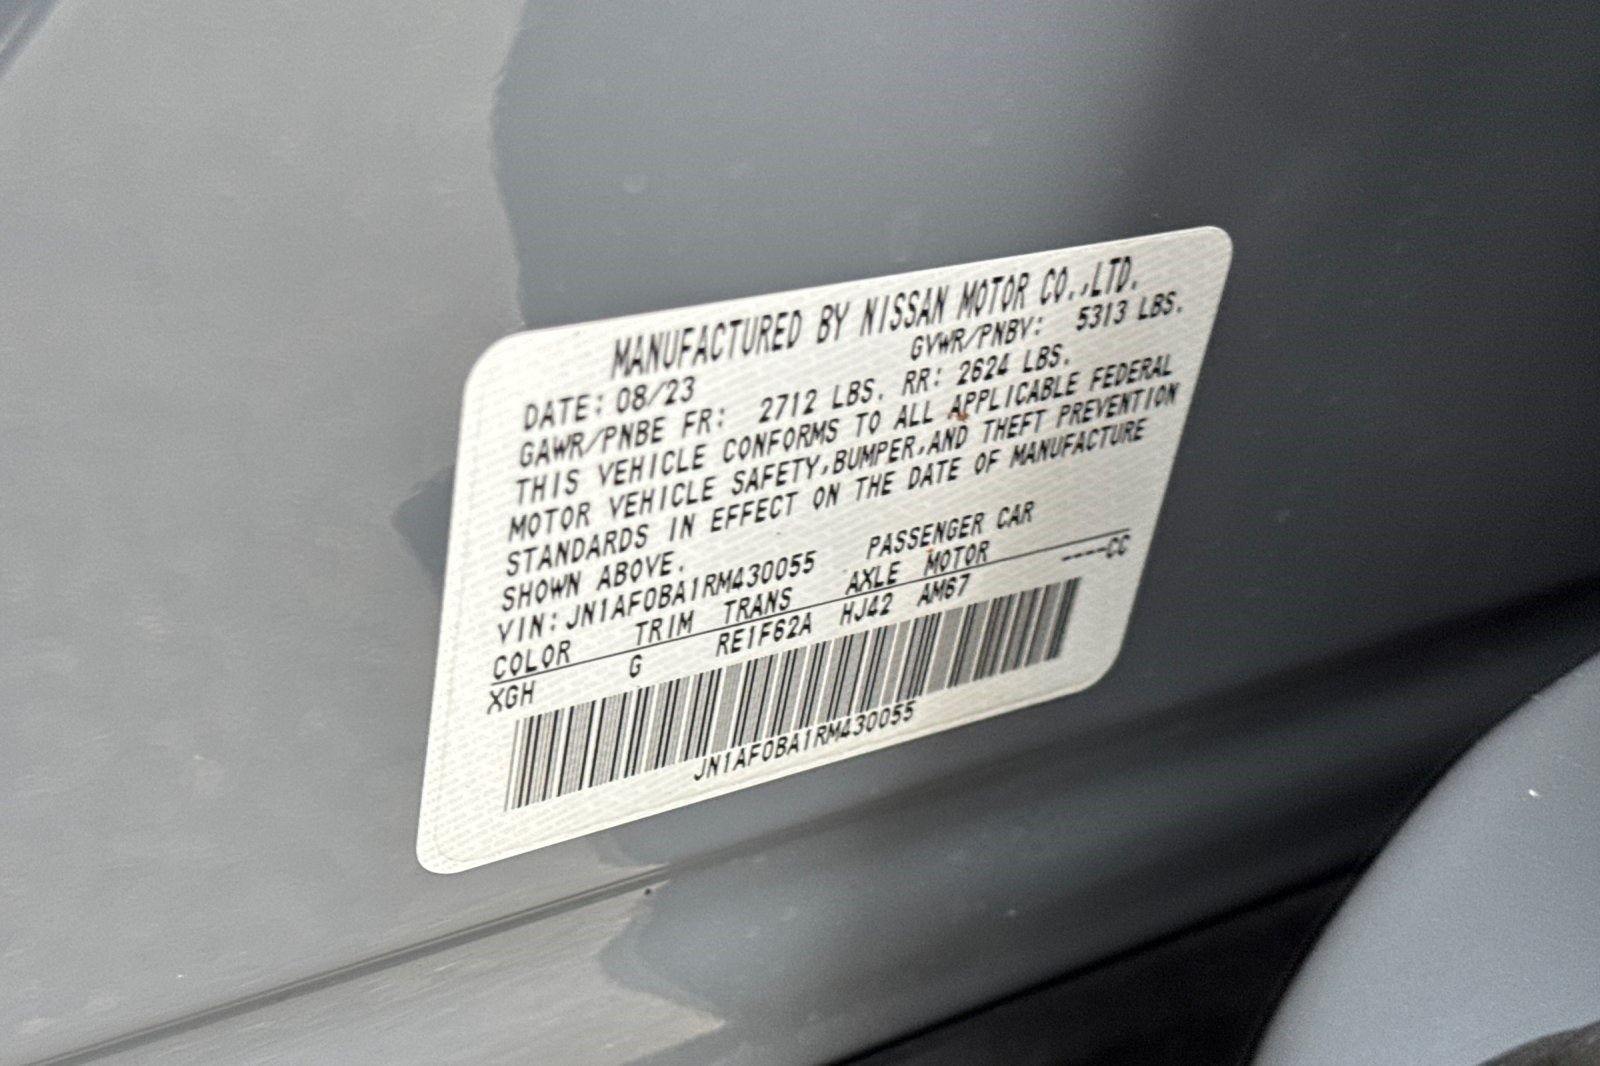 MANUFACTURED BY NISSAN MOTOR CO.,LTD.
DATE: 08/23 GVWR/PNBV: 5313 LBS.
GAWR/PNBE FR: 2712 LBS. RR: 2624 LBS.
THIS VEHICLE CONFORMS TO ALL APPLICABLE FEDERAL
MOTOR VEHICLE SAFETY,BUMPER,AND THEFT PREVENTION
STANDARDS IN EFFECT ON THE DATE OF MANUFACTURE
SHOWN ABOVE.
VIN:JN1AF0BA1RM430055 PASSENGER CAR
COLOR TRIM TRANS AXLE MOTOR ----CC
XGH G RE1F62A HJ42 AM67
JN1AF0BA1RM430055